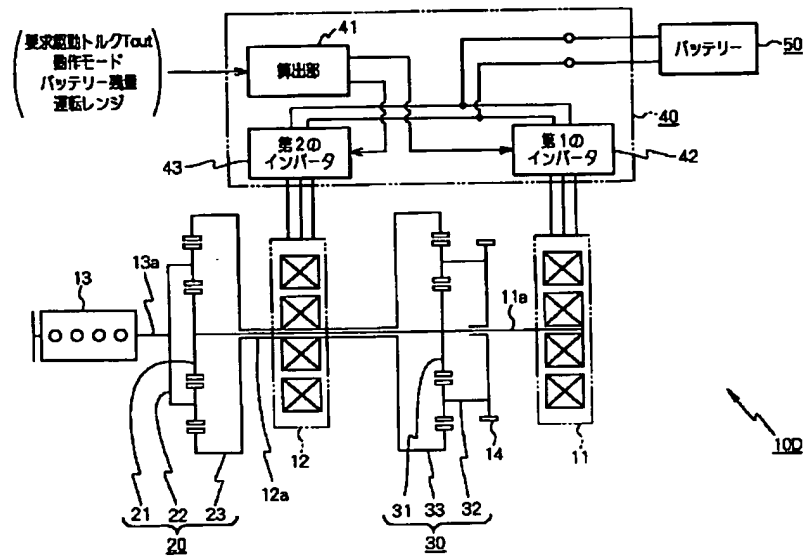 要求駆動トルクTout
動作モード
バッテリー残量
運転レンジ
41
算出部
バッテリー
50
40
第2の
インバータ
43
第1の
インバータ
42
13
13a
11a
12
12a
14
11
10D
21
22
23
20
31
33
32
30